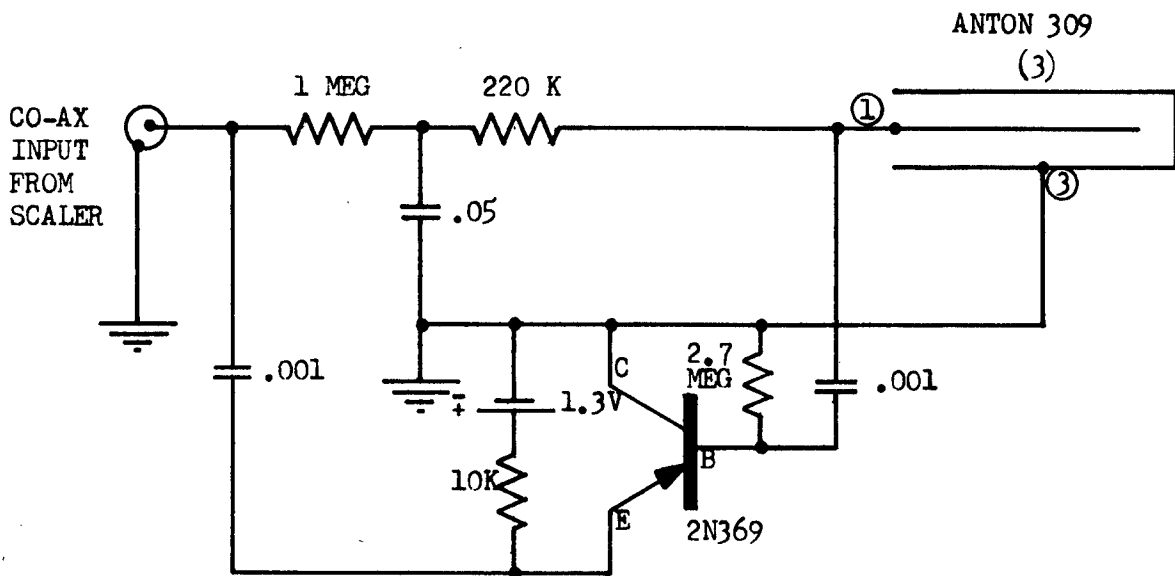 ANTON 309
(3)
1 MEG
220 K
CO-AX
INPUT
FROM
SCALER
1
3
.05
.001
- +
1.3V
C
2.7
MEG
.001
B
10K
E
2N369